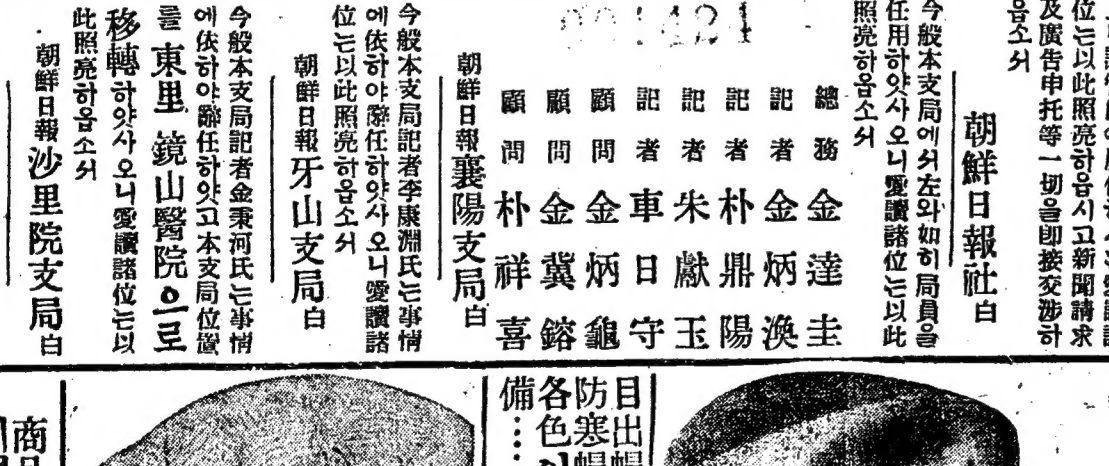 位는以此照亮하옵시고新聞請求
及廣告申托等一切을卽接交涉하
옵소서
朝鮮日報社白
今般本支局에서左와如히局員을
任用하얏사오니愛讀諸位는以此
照亮하옵소서
總務 金達圭
記者 金炳渙
記者 朴鼎陽
記者 朱獻玉
記者 車日守
顧問 金炳龜
顧問 金冀鎔
顧問 朴祥喜
朝鮮日報襄陽支局白
今般本支局記者李康淵氏는事情
에依하야辭任하얏사오니愛讀諸
位는以此照亮하옵소서
朝鮮日報牙山支局白
今般本支局記者金秉河氏는事情
에依하야辭任하얏고本支局位置
를東里鏡山醫院으로
移轉하얏사오니愛讀諸位는以
此照亮하옵소서
朝鮮日報沙里院支局白
目出帽
防寒帽
各色
備⋯
商